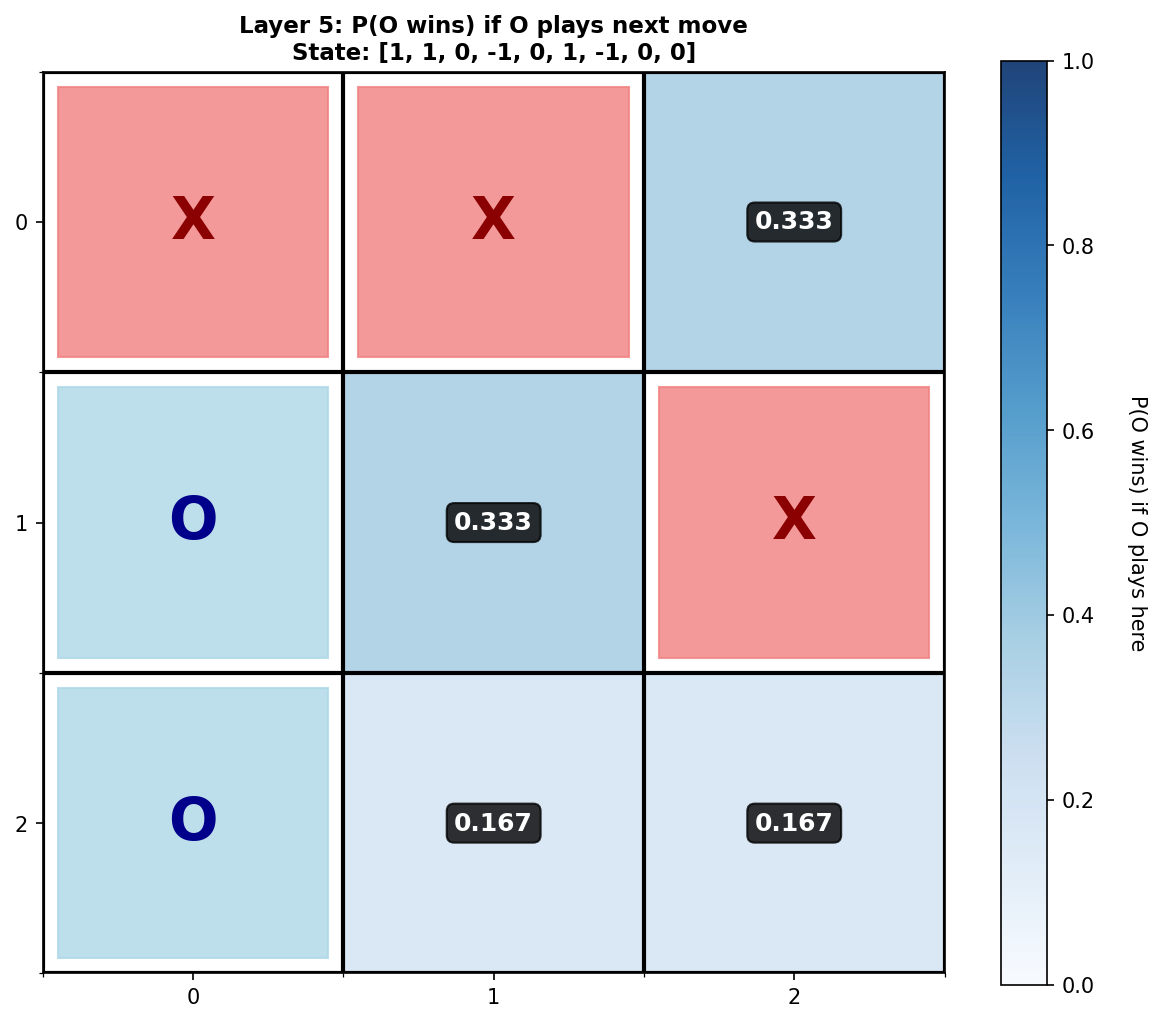 Layer 5: P(O wins) if O plays next move
State: [1, 1, 0, -1, 0, 1, -1, 0, 0]
X X 0.333
O 0.333 X
O 0.167 0.167
0
1
2
0 1 2
1.0
0.8
0.6
0.4
0.2
0.0
P(O wins) if O plays here